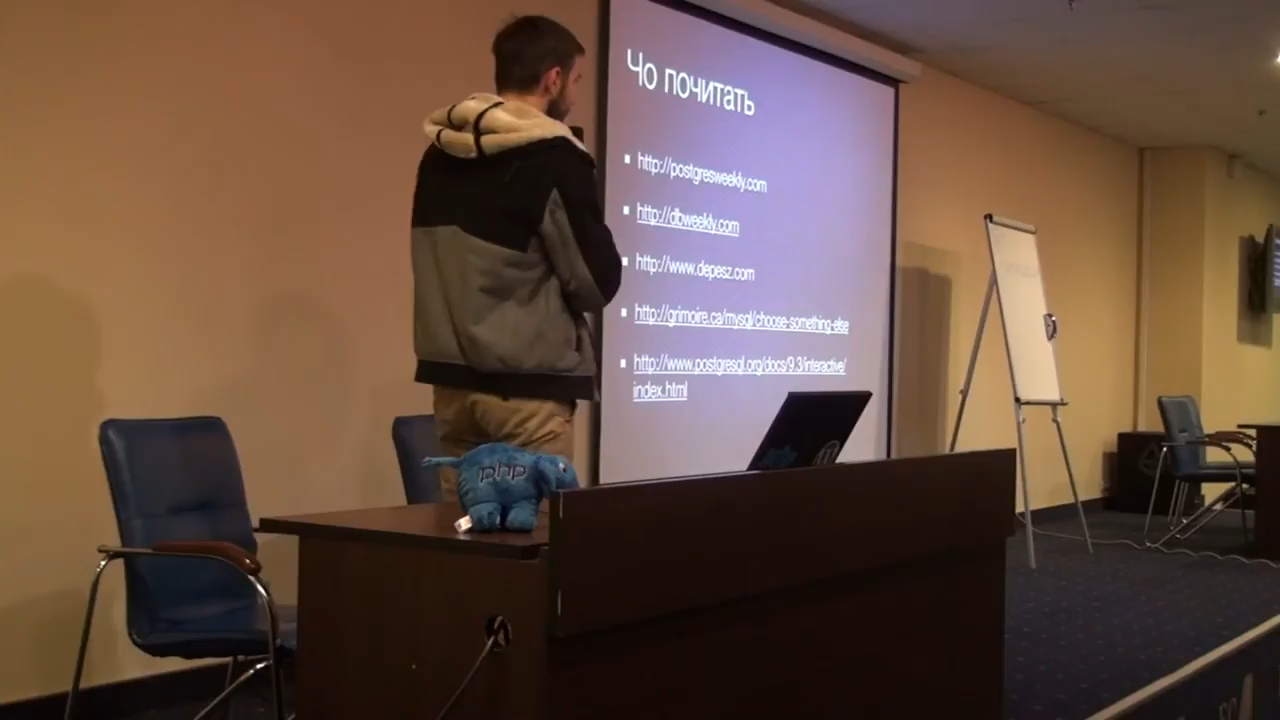 Чо почитать
http://postgresweekly.com
http://dbweekly.com
http://www.depesz.com
http://grimoire.ca/mysql/choose-something-else
http://www.postgresql.org/docs/9.3/interactive/
index.html
php